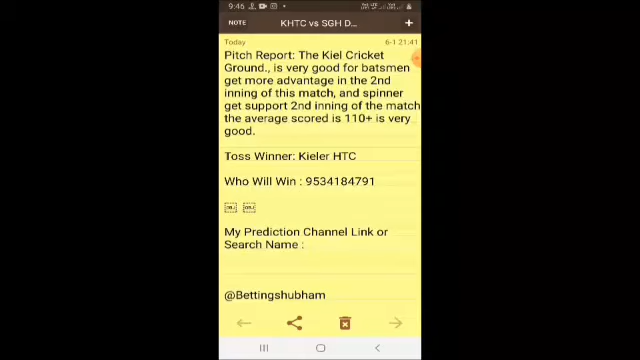 9:46
NOTE KHTC vs SGH D... +
Today 6-1 21:41
Pitch Report: The Kiel Cricket
Ground., is very good for batsmen
get more advantage in the 2nd
inning of this match, and spinner
get support 2nd inning of the match
the average scored is 110+ is very
good.
Toss Winner: Kieler HTC
Who Will Win : 9534184791
OBJ OBJ
My Prediction Channel Link or
Search Name :
@Bettingshubham